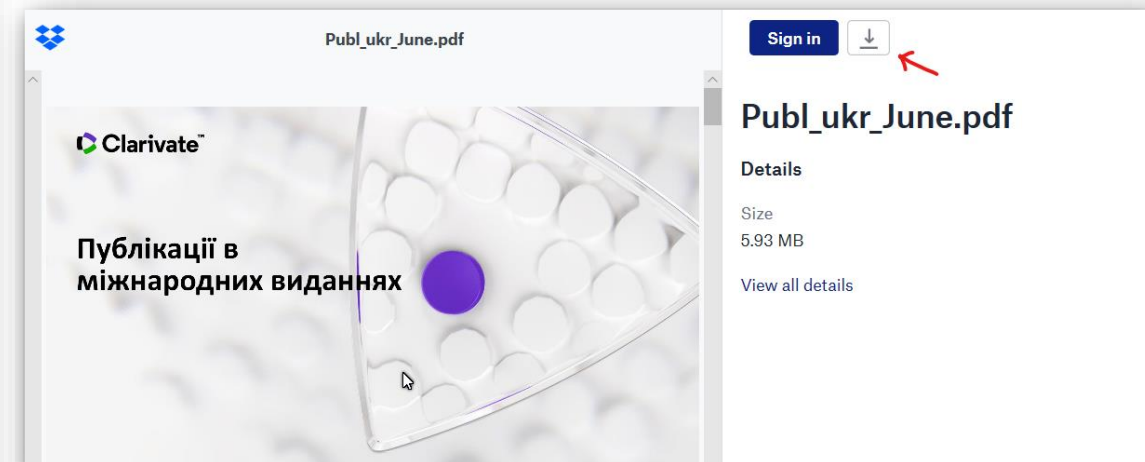 Publ_ukr_June.pdf
Sign in
Clarivate™
Публікації в
міжнародних виданнях
Publ_ukr_June.pdf
Details
Size
5.93 MB
View all details